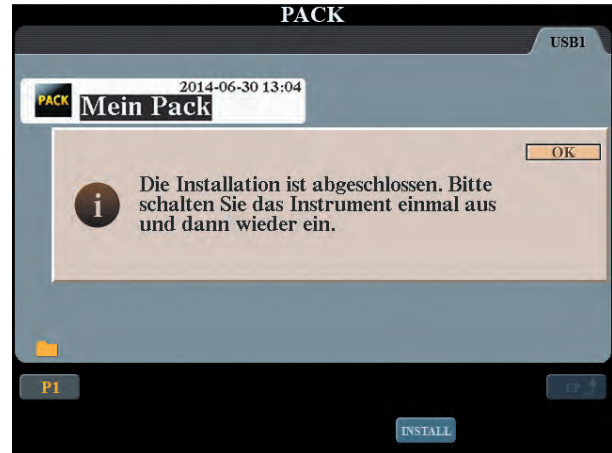 PACK
USB1
2014-06-30 13:04
PACK
Mein Pack
OK
Die Installation ist abgeschlossen. Bitte
schalten Sie das Instrument einmal aus
und dann wieder ein.
P1
UP
INSTALL